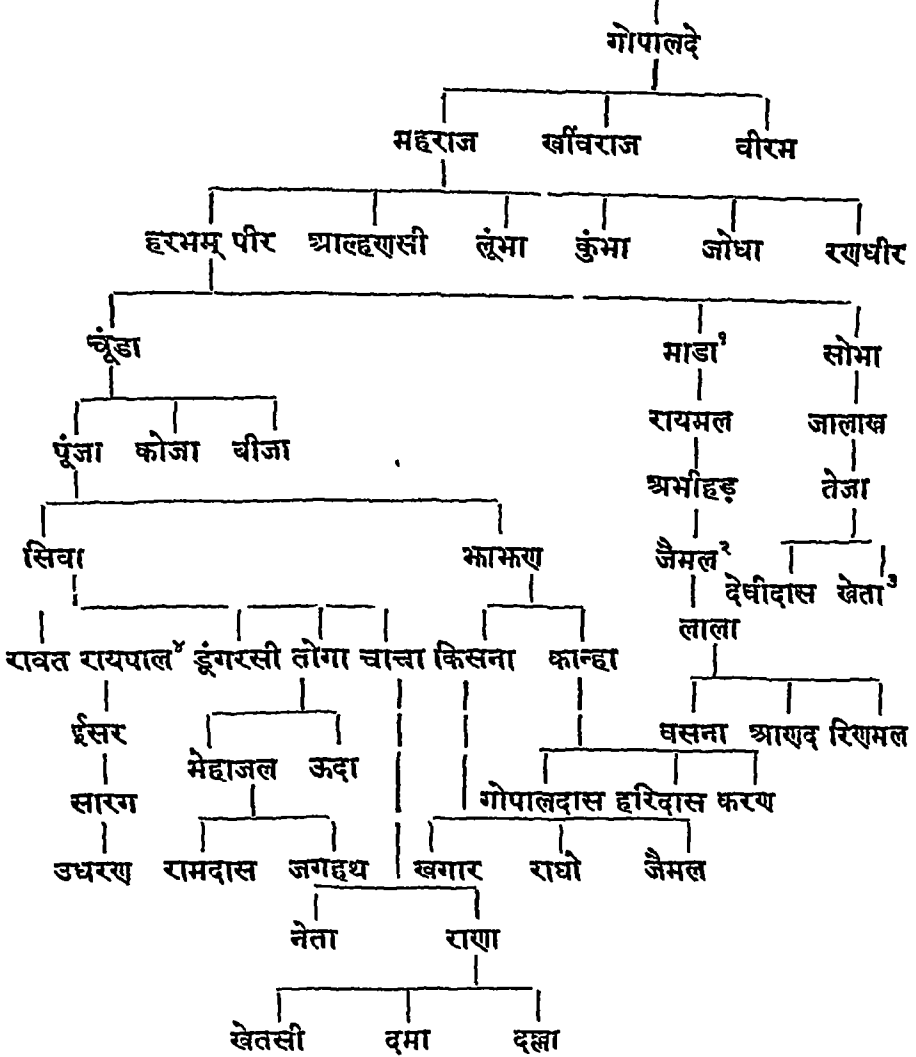 गोपालदे
महराज खींवराज वीरम
हरभम् पीर आल्हणसी लूंभा कुंभा जोधा रणधीर
चूंडा माडा¹ सोभा
रायमल जालाख
पूंजा कोजा बीजा
अभीहड़ तेजा
सिवा झाझण जैमल² देवीदास खेता³
लाला
रावत रायपाल⁴ डूंगरसी तोगा चाचा किसना कान्हा
ईसर वसना आणद रिणमल
मेहाजल ऊदा
सारग गोपालदास हरिदास करण
उधरण रामदास जगहथ खगार राघो जैमल
नेता राणा
खेतसी दमा दल्ला